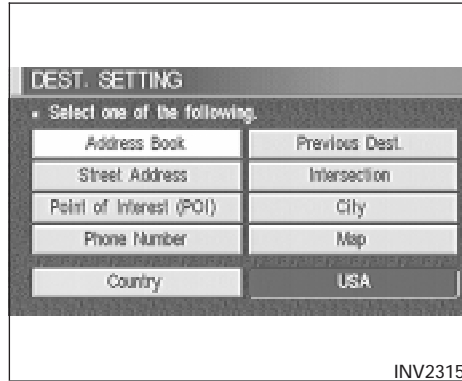 DEST. SETTING
Select one of the following.
Address Book Previous Dest.
Street Address Intersection
Point of Interest (POI) City
Phone Number Map
Country USA
INV2315